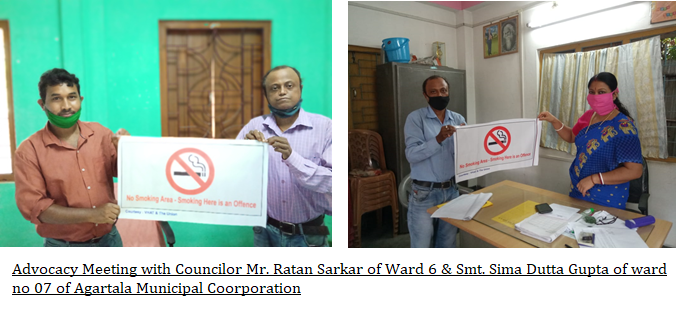 No Smoking Area - Smoking Here is an Offence
No Smoking Area - Smoking Here is an Offence
Advocacy Meeting with Councilor Mr. Ratan Sarkar of Ward 6 & Smt. Sima Dutta Gupta of ward
no 07 of Agartala Municipal Coorporation